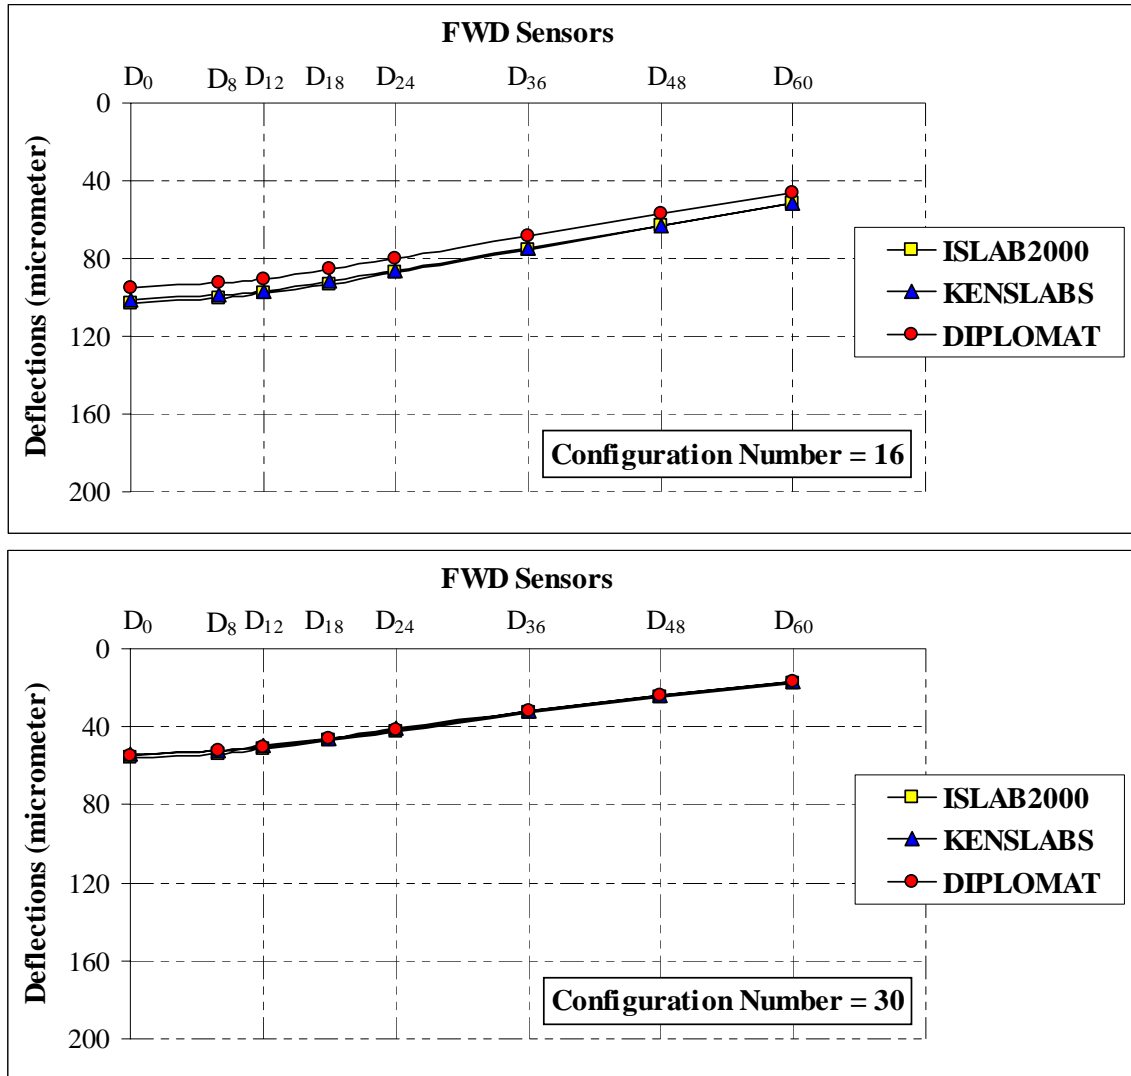 FWD Sensors
D₀ D₈ D₁₂ D₁₈ D₂₄ D₃₆ D₄₈ D₆₀
0
40
80
120
160
200
Deflections (micrometer)
ISLAB2000
KENSLABS
DIPLOMAT
Configuration Number = 16
FWD Sensors
D₀ D₈ D₁₂ D₁₈ D₂₄ D₃₆ D₄₈ D₆₀
0
40
80
120
160
200
Deflections (micrometer)
ISLAB2000
KENSLABS
DIPLOMAT
Configuration Number = 30